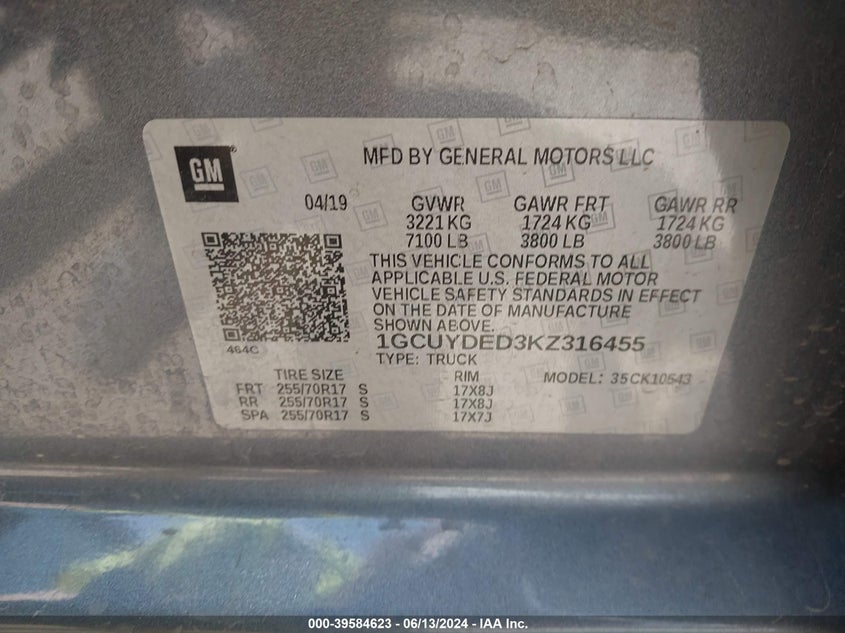 GM
MFD BY GENERAL MOTORS LLC
04/19 GVWR GAWR FRT GAWR RR
3221 KG 1724 KG 1724 KG
7100 LB 3800 LB 3800 LB
THIS VEHICLE CONFORMS TO ALL
APPLICABLE U.S. FEDERAL MOTOR
VEHICLE SAFETY STANDARDS IN EFFECT
ON THE DATE OF MANUFACTURE
SHOWN ABOVE.
464C
1GCUYDED3KZ316455
TYPE: TRUCK
TIRE SIZE RIM MODEL: 35CK10543
FRT 255/70R17 S 17X8J
RR 255/70R17 S 17X8J
SPA 255/70R17 S 17X7J
000-39584623 - 06/13/2024 - IAA Inc.